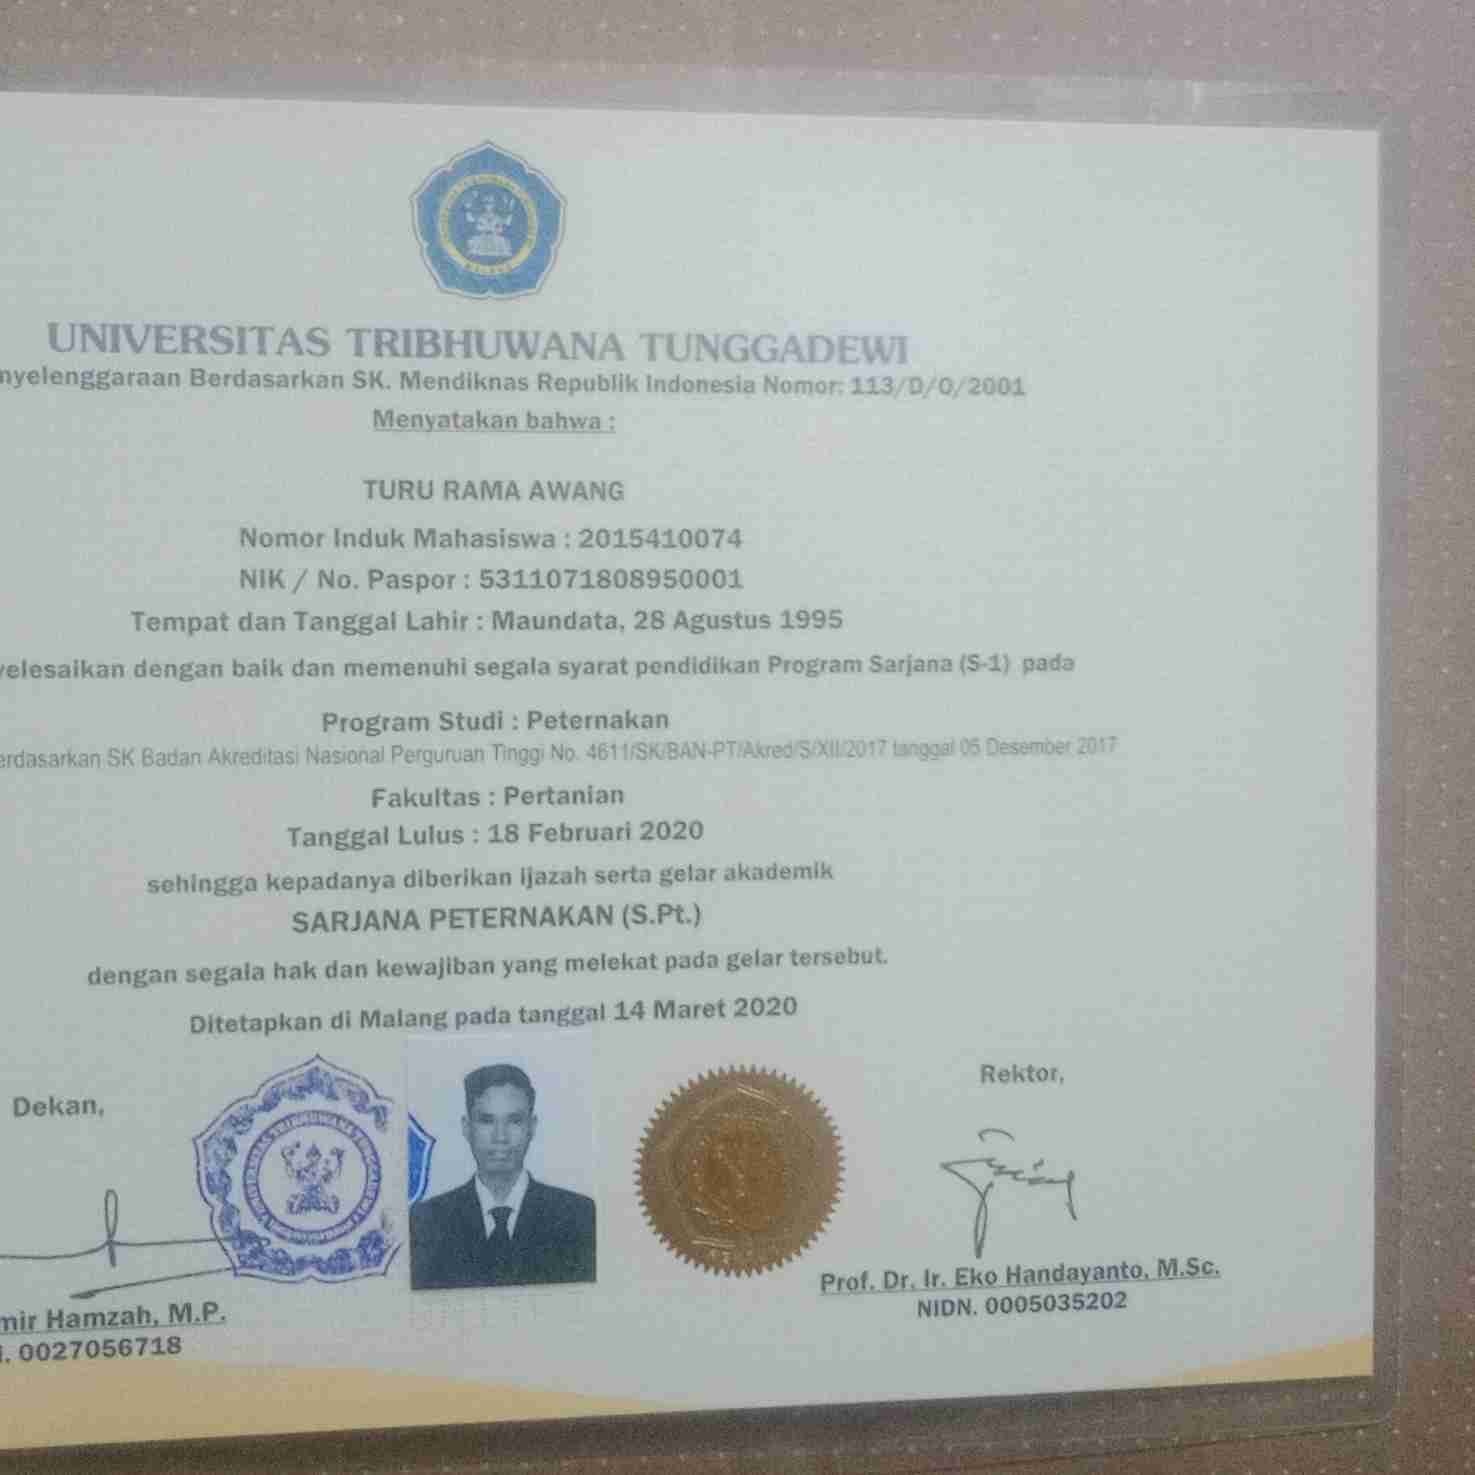 UNIVERSITAS TRIBHUWANA TUNGGADEWI
Berdasarkan SK. Mendiknas Republik Indonesia Nomor: 113/D/O/2001
Menyatakan bahwa :
TURU RAMA AWANG
Nomor Induk Mahasiswa : 2015410074
NIK / No. Paspor : 5311071808950001
Tempat dan Tanggal Lahir : Maundata, 28 Agustus 1995
dengan baik dan memenuhi segala syarat pendidikan Program Sarjana (S-1) pada
Program Studi : Peternakan
SK Badan Akreditasi Nasional Perguruan Tinggi No. 4611/SK/BAN-PT/Akred/S/XII/2017 tanggal 05 Desember 2017
Fakultas : Pertanian
Tanggal Lulus : 18 Februari 2020
sehingga kepadanya diberikan ijazah serta gelar akademik
SARJANA PETERNAKAN (S.Pt.)
dengan segala hak dan kewajiban yang melekat pada gelar tersebut.
Ditetapkan di Malang pada tanggal 14 Maret 2020
Dekan,
Hamzah, M.P.
0027056718
Rektor,
Prof. Dr. Ir. Eko Handayanto, M.Sc.
NIDN. 0005035202